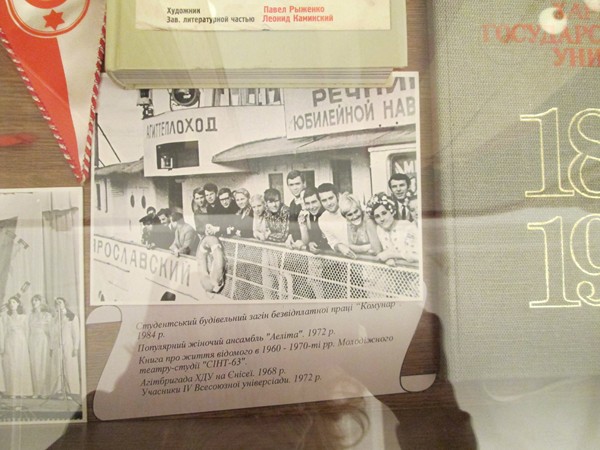 Художник Павел Рыженко
Зав. литературной частью Леонид Каминский
ГОСУДАРС
УНИ
18
19
АГИТТЕПЛОХОД
РЕЧНИ
ЮБИЛЕЙНОЙ НАВ
ЯРОСЛАВСКИЙ
Студентський будівельний загін безвідплатної праці "Комунар"
1984 р.
Популярний жіночий ансамбль "Аеліта". 1972 р.
Книга про життя відомого в 1960 - 1970-ті рр. Молодіжного
театру-студії "СІНТ-63".
Агітбригада ХДУ на Єнісеї. 1968 р.
Учасники IV Всесоюзної універсіади. 1972 р.